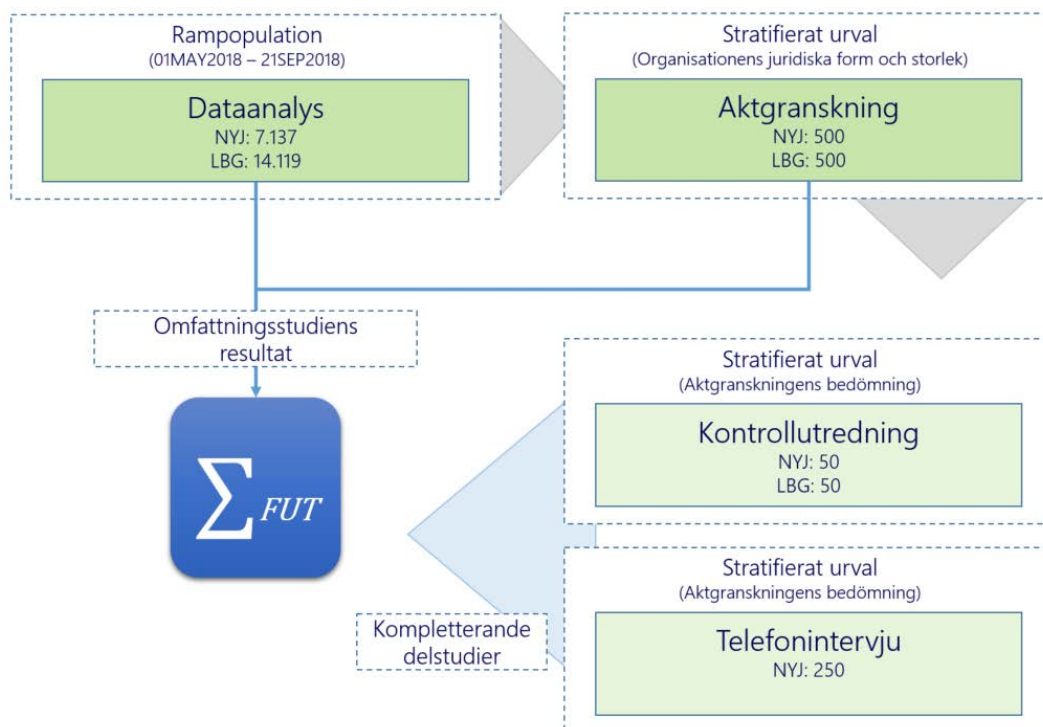 Rampopulation
(01MAY2018 – 21SEP2018)
Dataanalys
NYJ: 7.137
LBG: 14.119
Stratifierat urval
(Organisationens juridiska form och storlek)
Aktgranskning
NYJ: 500
LBG: 500
Omfattningsstudiens
resultat
∑ FUT
Stratifierat urval
(Aktgranskningens bedömning)
Kontrollutredning
NYJ: 50
LBG: 50
Kompletterande
delstudier
Stratifierat urval
(Aktgranskningens bedömning)
Telefonintervju
NYJ: 250